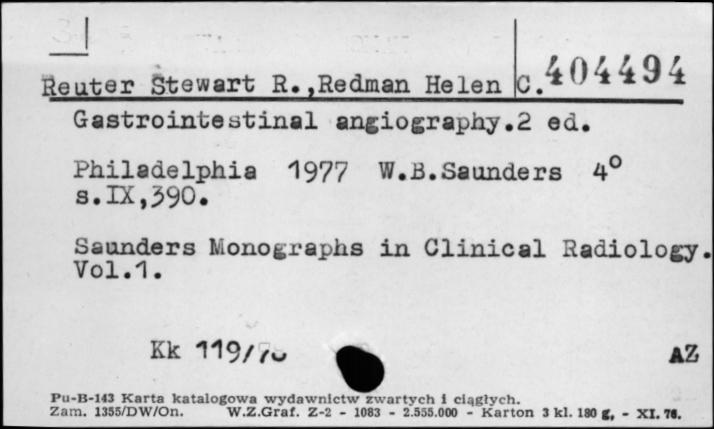 Reuter Stewart R.,Redman Helen C. 404494
Gastrointestinal angiography.2 ed.
Philadelphia 1977 W.B.Saunders 4°
s.IX,390.
Saunders Monographs in Clinical Radiology.
Vol.1.
Kk AZ
Pu-B-143 Karta katalogowa wydawnictw zwartych i ciągłych.
Zam. 1355/DW/On. W.Z.Graf. Z-2 - 1083 - 2.555.000 - Karton 3 kl. 180 g, - XI. 76.